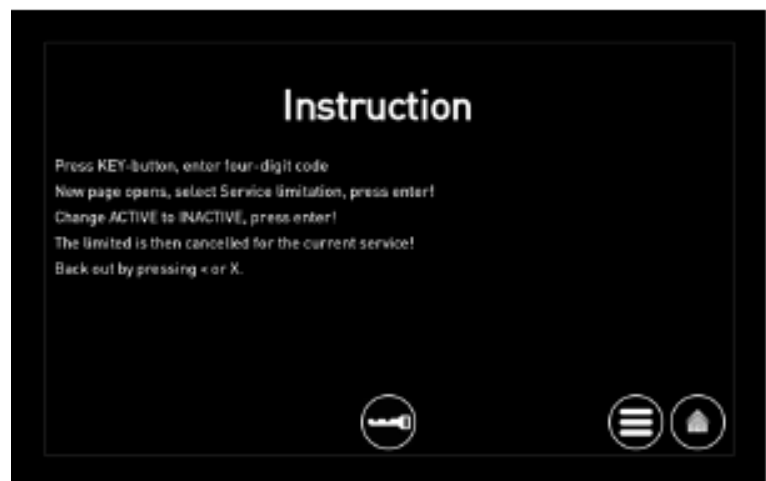 Instruction
Press KEY-button, enter four-digit code
New page opens, select Service limitation, press enter!
Change ACTIVE to INACTIVE, press enter!
The limited is then cancelled for the current service!
Back out by pressing < or X.